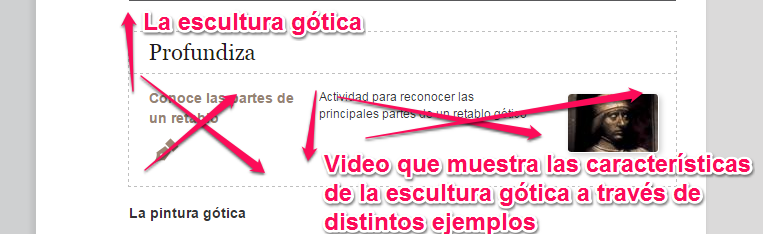 La escultura gótica
Profundiza
Conoce las partes de
un retablo
Actividad para reconocer las
principales partes de un retablo gótico
Video que muestra las características
de la escultura gótica a través de
distintos ejemplos
La pintura gótica